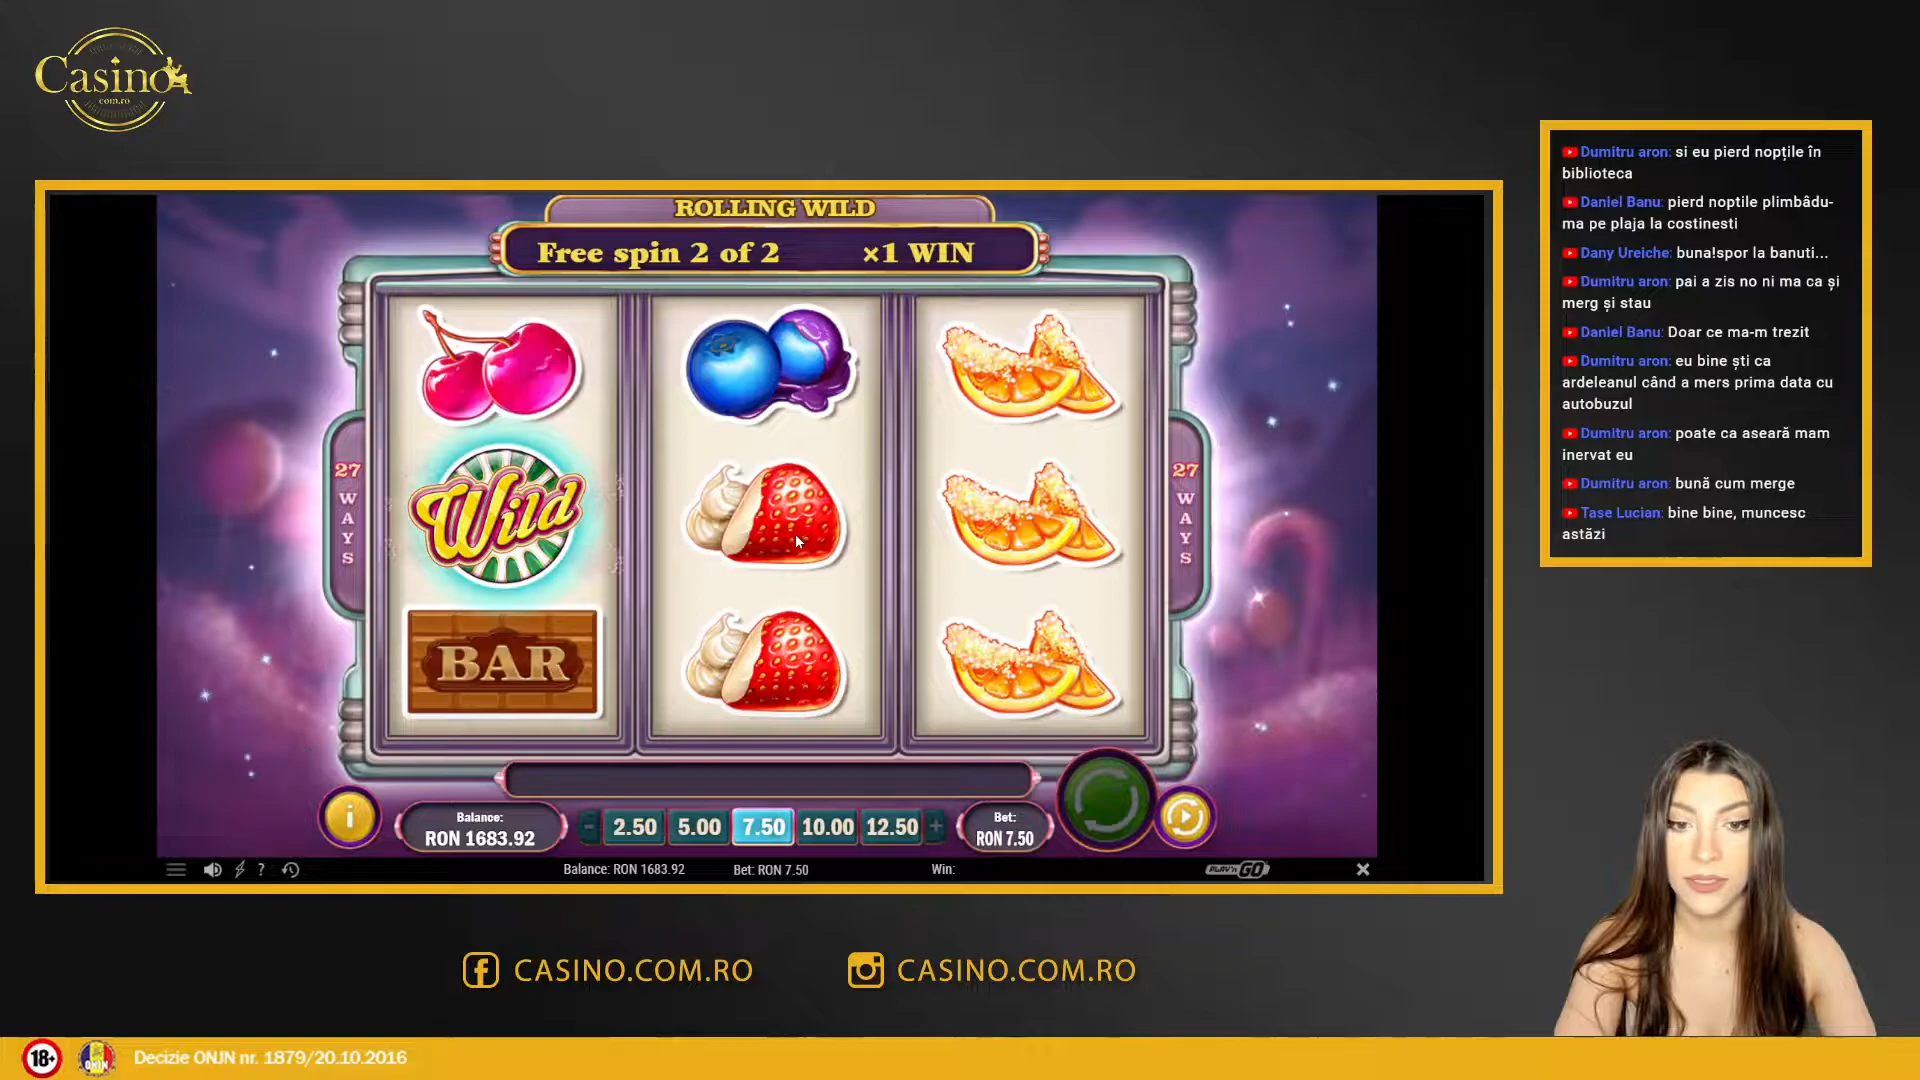 Casino
com.ro
ROLLING WILD
Free spin 2 of 2 ×1 WIN
27
WAYS
Wild
BAR
27
WAYS
i
Balance:
RON 1683.92
- 2.50 5.00 7.50 10.00 12.50 +
Bet:
RON 7.50
? Balance: RON 1683.92 Bet: RON 7.50 Win: PLAY'n GO
Dumitru aron: si eu pierd nopțile în
biblioteca
Daniel Banu: pierd noptile plimbâdu-
ma pe plaja la costinesti
Dany Ureiche: buna!spor la banuti...
Dumitru aron: pai a zis no ni ma ca și
merg și stau
Daniel Banu: Doar ce ma-m trezit
Dumitru aron: eu bine ști ca
ardeleanul când a mers prima data cu
autobuzul
Dumitru aron: poate ca aseară mam
inervat eu
Dumitru aron: bună cum merge
Tase Lucian: bine bine, muncesc
astăzi
CASINO.COM.RO CASINO.COM.RO
18+ ONJN Decizie ONJN nr. 1879/20.10.2016